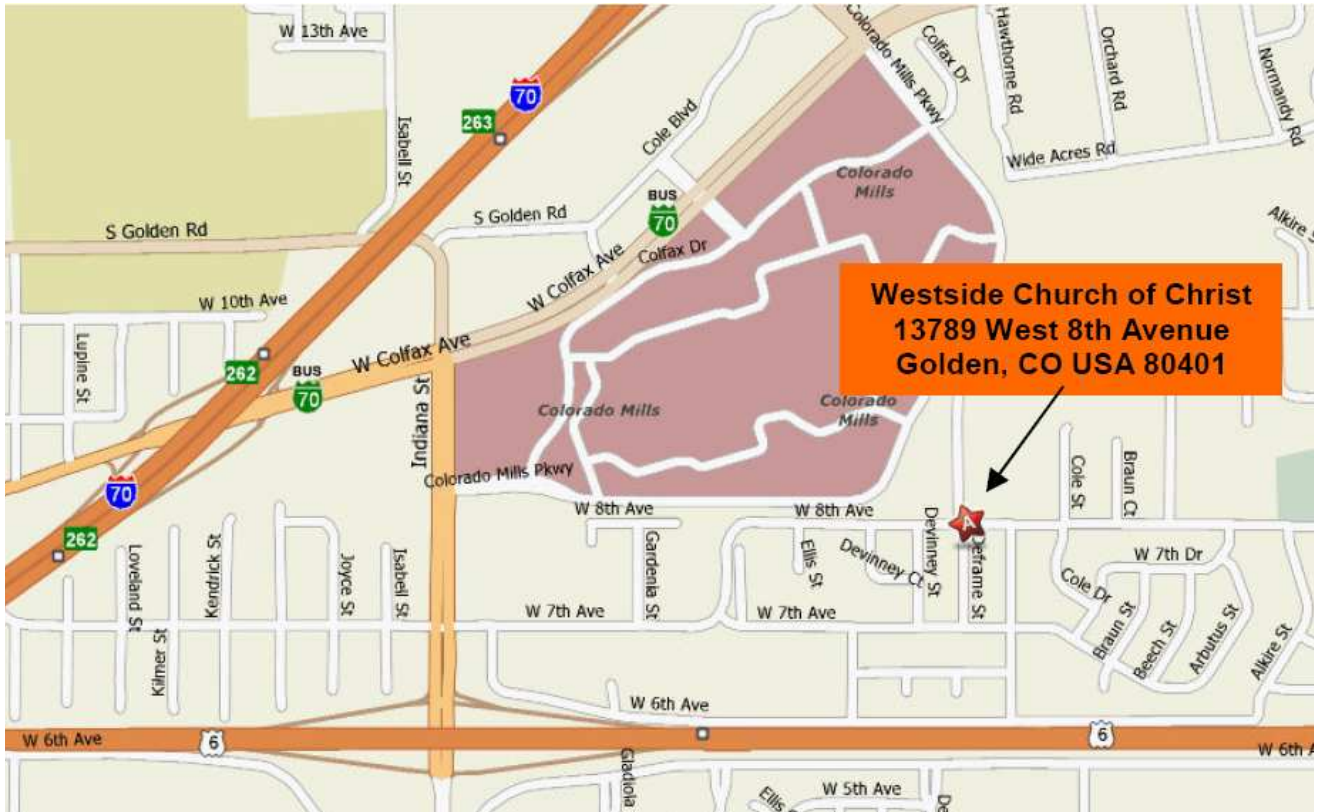 W 13th Ave
70
263
Isabell St
Cole Blvd
Colorado Mills Pkwy
Colfax Dr
Hawthorne Rd
Orchard Rd
Normandy Rd
Wide Acres Rd
Colorado
Mills
S Golden Rd
S Golden Rd
BUS
70
Colfax Dr
W Colfax Ave
Alkire S
W 10th Ave
Lupine St
262
BUS
70
W Colfax Ave
Indiana St
Westside Church of Christ
13789 West 8th Avenue
Golden, CO USA 80401
Colorado Mills
Colorado
Mills
Colorado Mills Pkwy
70
262
W 8th Ave
W 8th Ave
Devinney St
A
Deframe St
Cole St
Braun Ct
W 7th Dr
Loveland St
Kilmer St
Kendrick St
Joyce St
Isabell St
Gardenia St
Ellis St
Devinney Ct
Cole Dr
Braun St
Beech St
Arbutus St
Alkire St
W 7th Ave
W 7th Ave
W 6th Ave
W 6th Ave
6
6
W 6th A
Gladiola
Ellis
W 5th Ave
De